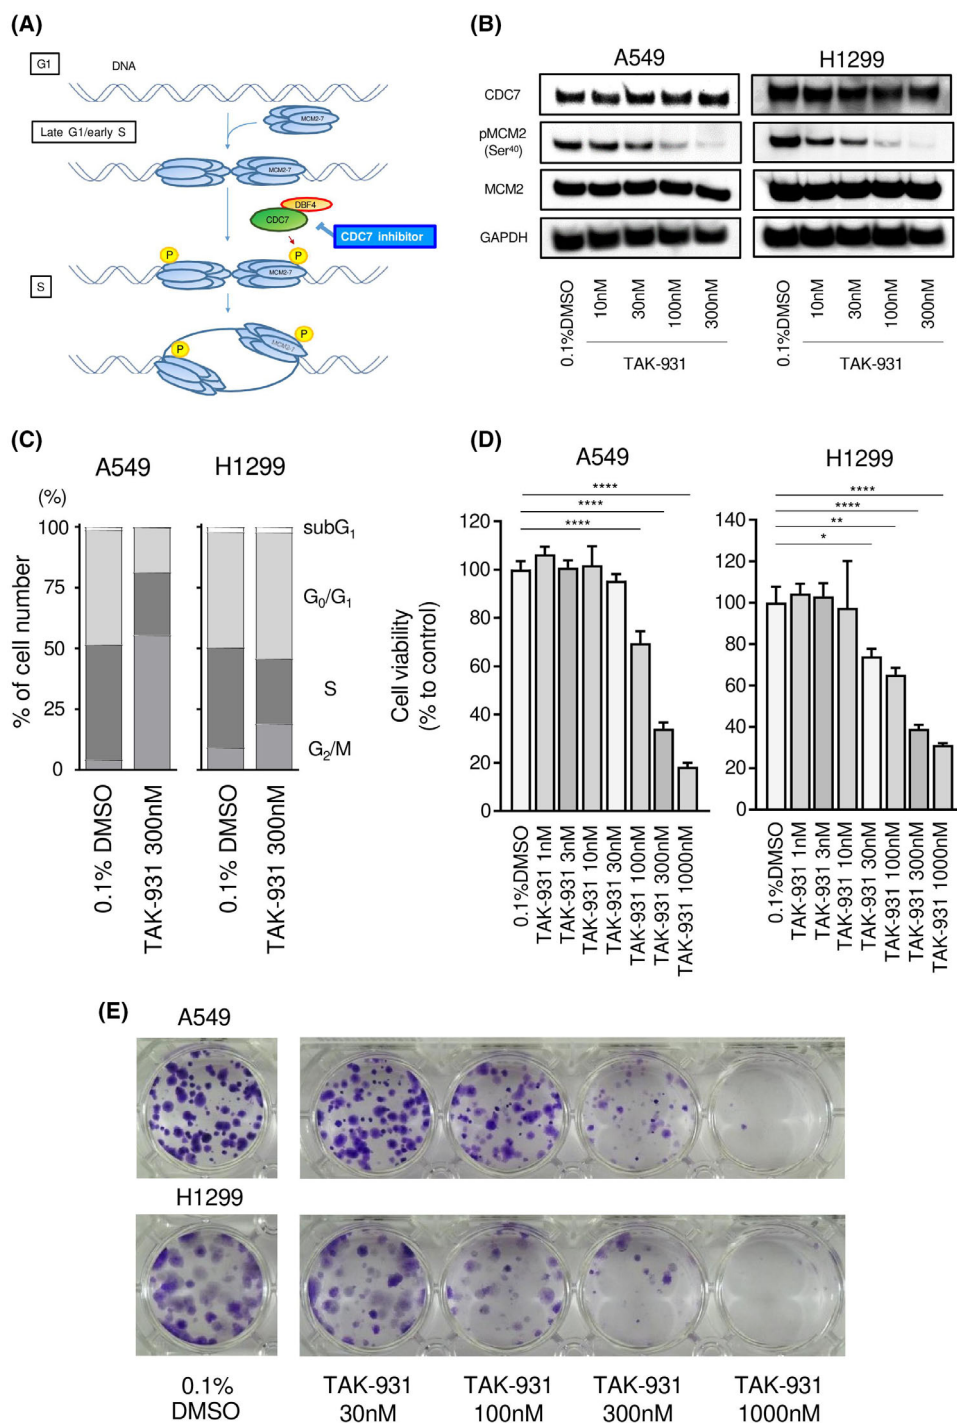 (A)
G1
DNA
MCM2-7
Late G1/early S
MCM2-7
DBF4
CDC7
CDC7 inhibitor
P
P
MCM2-7
S
P
P
MCM2-7
(B)
A549
H1299
CDC7
pMCM2
(Ser⁴⁰)
MCM2
GAPDH
0.1%DMSO
10nM
30nM
100nM
300nM
TAK-931
0.1%DMSO
10nM
30nM
100nM
300nM
TAK-931
(C)
A549
H1299
(%)
% of cell number
100
75
50
25
0
subG₁
G₀/G₁
S
G₂/M
0.1% DMSO
TAK-931 300nM
0.1% DMSO
TAK-931 300nM
(D)
A549
****
****
****
Cell viability
(% to control)
120
100
80
60
40
20
0
0.1%DMSO
TAK-931 1nM
TAK-931 3nM
TAK-931 10nM
TAK-931 30nM
TAK-931 100nM
TAK-931 300nM
TAK-931 1000nM
H1299
****
****
**
*
140
120
100
80
60
40
20
0
0.1%DMSO
TAK-931 1nM
TAK-931 3nM
TAK-931 10nM
TAK-931 30nM
TAK-931 100nM
TAK-931 300nM
TAK-931 1000nM
(E)
A549
H1299
0.1%
DMSO
TAK-931
30nM
TAK-931
100nM
TAK-931
300nM
TAK-931
1000nM